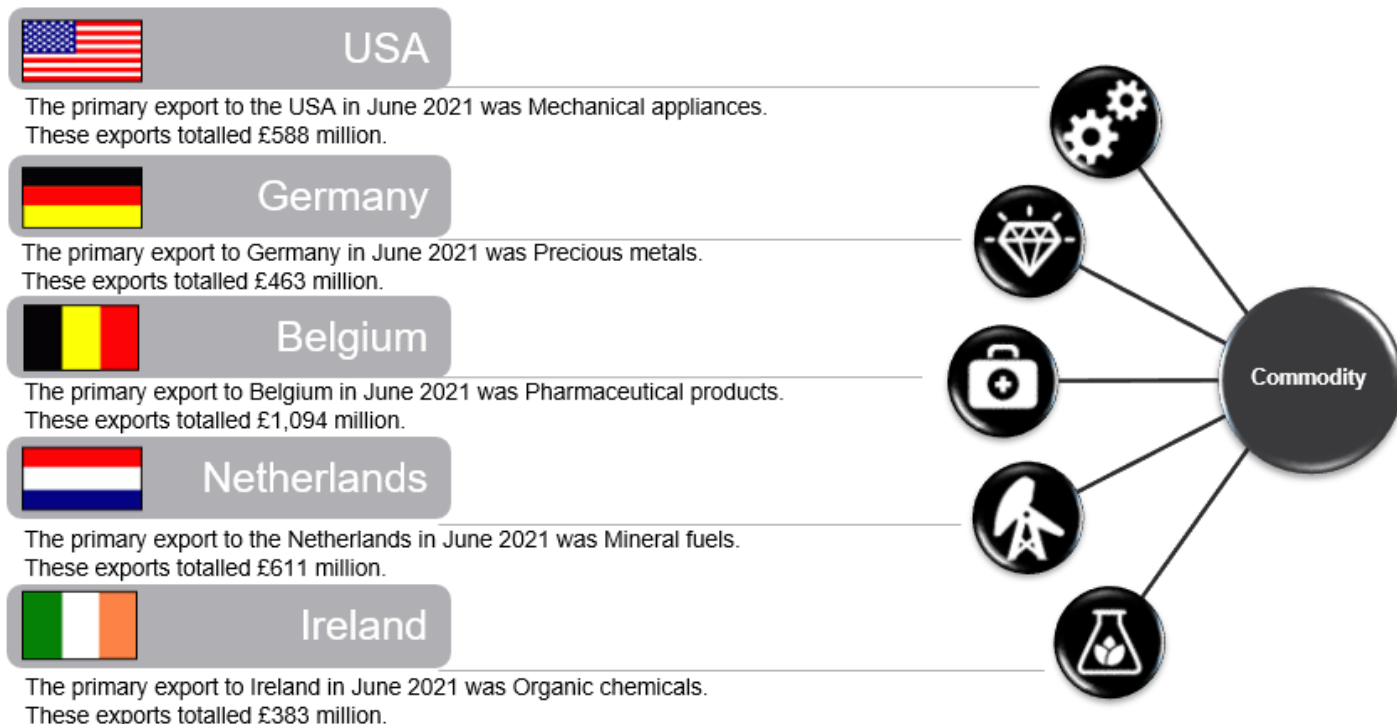 USA
The primary export to the USA in June 2021 was Mechanical appliances.
These exports totalled £588 million.
Germany
The primary export to Germany in June 2021 was Precious metals.
These exports totalled £463 million.
Belgium
The primary export to Belgium in June 2021 was Pharmaceutical products.
These exports totalled £1,094 million.
Netherlands
The primary export to the Netherlands in June 2021 was Mineral fuels.
These exports totalled £611 million.
Ireland
The primary export to Ireland in June 2021 was Organic chemicals.
These exports totalled £383 million.
Commodity